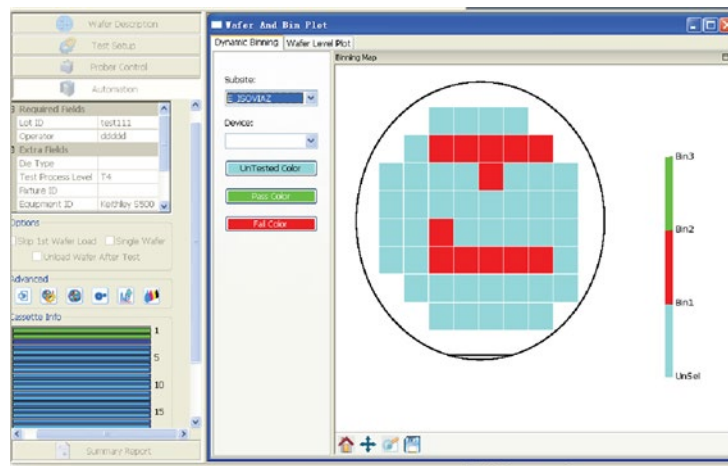 Wafer Description
Test Setup
Prober Control
Automation
Required Fields
Lot ID test111
Operator dddddd
Extra Fields
Die Type
Test Process Level T4
Fixture ID
Equipment ID Keithley S500
Options
Skip 1st Wafer Load Single Wafer
Unload Wafer After Test
Advanced
Cassette Info
1
5
10
15
Summary Report
Wafer And Bin Plot
Dynamic Binning Wafer Level Plot
Subsite:
E_ISOVIAZ
Device:
UnTested Color
Pass Color
Fail Color
Binning Map
Bin3
Bin2
Bin1
UnSel